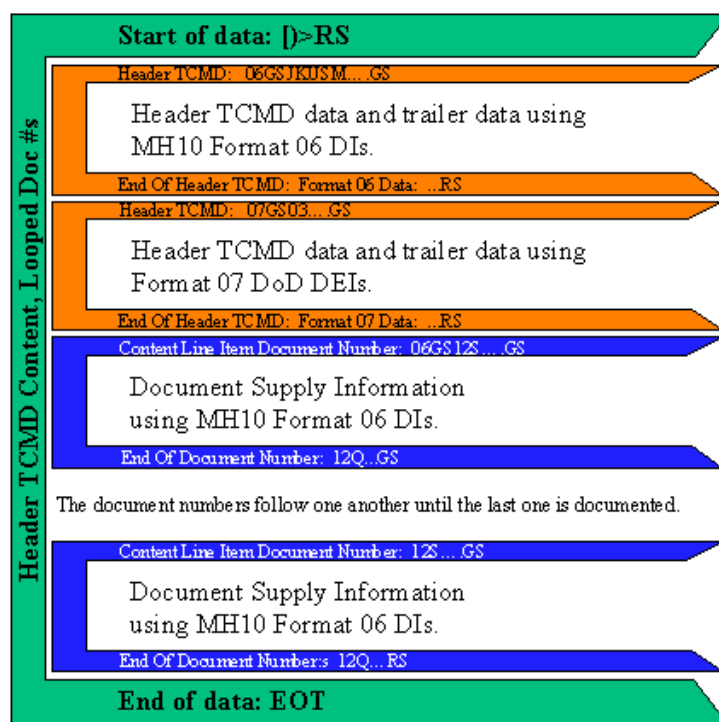 Start of data: [)>RS
Header TCMD Content, Looped Doc #s
Header TCMD: 06GSJKUSM... .GS
Header TCMD data and trailer data using
MH10 Format 06 DIs.
End Of Header TCMD: Format 06 Data: ...RS
Header TCMD: 07GS03... .GS
Header TCMD data and trailer data using
Format 07 DoD DEIs.
End Of Header TCMD: Format 07 Data: ...RS
Content Line Item Document Number: 06GS12S... .GS
Document Supply Information
using MH10 Format 06 DIs.
End Of Document Number: 12Q...GS
The document numbers follow one another until the last one is documented.
Content Line Item Document Number: 12S... .GS
Document Supply Information
using MH10 Format 06 DIs.
End Of Document Number:s 12Q...RS
End of data: EOT